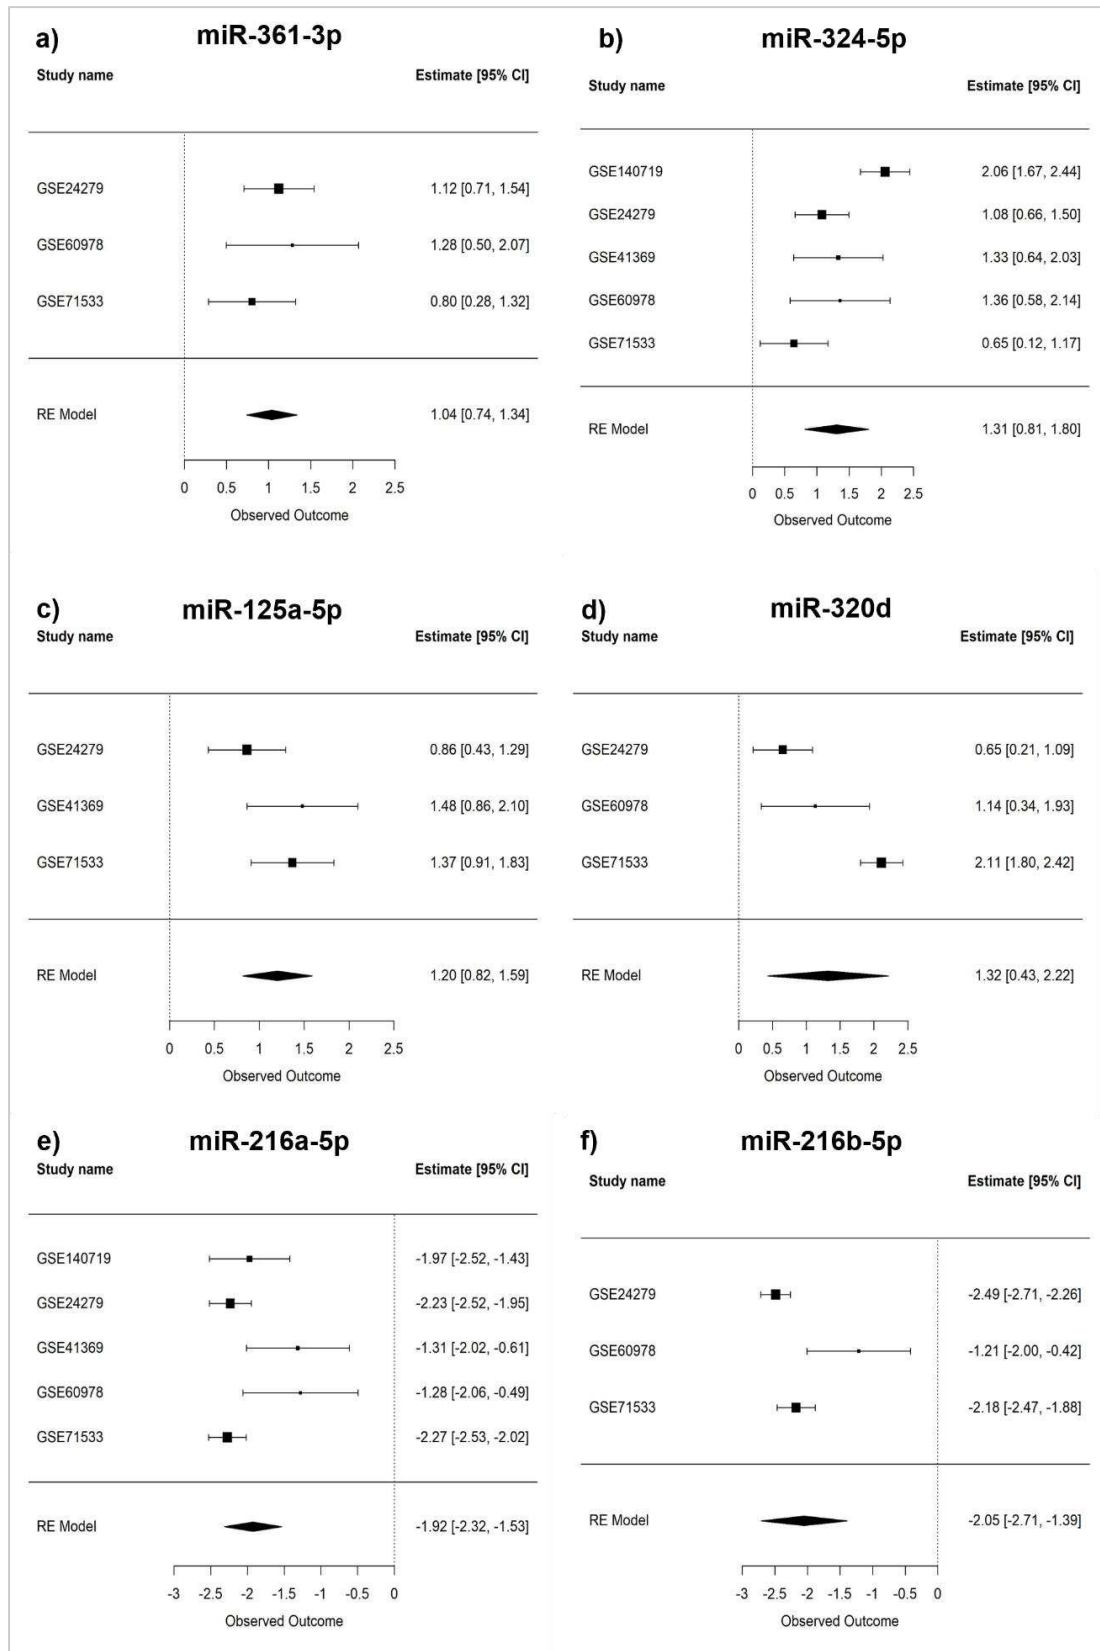 a) miR-361-3p
Study name Estimate [95% CI]
GSE24279 1.12 [0.71, 1.54]
GSE60978 1.28 [0.50, 2.07]
GSE71533 0.80 [0.28, 1.32]
RE Model 1.04 [0.74, 1.34]
0 0.5 1 1.5 2 2.5
Observed Outcome
b) miR-324-5p
Study name Estimate [95% CI]
GSE140719 2.06 [1.67, 2.44]
GSE24279 1.08 [0.66, 1.50]
GSE41369 1.33 [0.64, 2.03]
GSE60978 1.36 [0.58, 2.14]
GSE71533 0.65 [0.12, 1.17]
RE Model 1.31 [0.81, 1.80]
0 0.5 1 1.5 2 2.5
Observed Outcome
c) miR-125a-5p
Study name Estimate [95% CI]
GSE24279 0.86 [0.43, 1.29]
GSE41369 1.48 [0.86, 2.10]
GSE71533 1.37 [0.91, 1.83]
RE Model 1.20 [0.82, 1.59]
0 0.5 1 1.5 2 2.5
Observed Outcome
d) miR-320d
Study name Estimate [95% CI]
GSE24279 0.65 [0.21, 1.09]
GSE60978 1.14 [0.34, 1.93]
GSE71533 2.11 [1.80, 2.42]
RE Model 1.32 [0.43, 2.22]
0 0.5 1 1.5 2 2.5
Observed Outcome
e) miR-216a-5p
Study name Estimate [95% CI]
GSE140719 -1.97 [-2.52, -1.43]
GSE24279 -2.23 [-2.52, -1.95]
GSE41369 -1.31 [-2.02, -0.61]
GSE60978 -1.28 [-2.06, -0.49]
GSE71533 -2.27 [-2.53, -2.02]
RE Model -1.92 [-2.32, -1.53]
-3 -2.5 -2 -1.5 -1 -0.5 0
Observed Outcome
f) miR-216b-5p
Study name Estimate [95% CI]
GSE24279 -2.49 [-2.71, -2.26]
GSE60978 -1.21 [-2.00, -0.42]
GSE71533 -2.18 [-2.47, -1.88]
RE Model -2.05 [-2.71, -1.39]
-3 -2.5 -2 -1.5 -1 -0.5 0
Observed Outcome